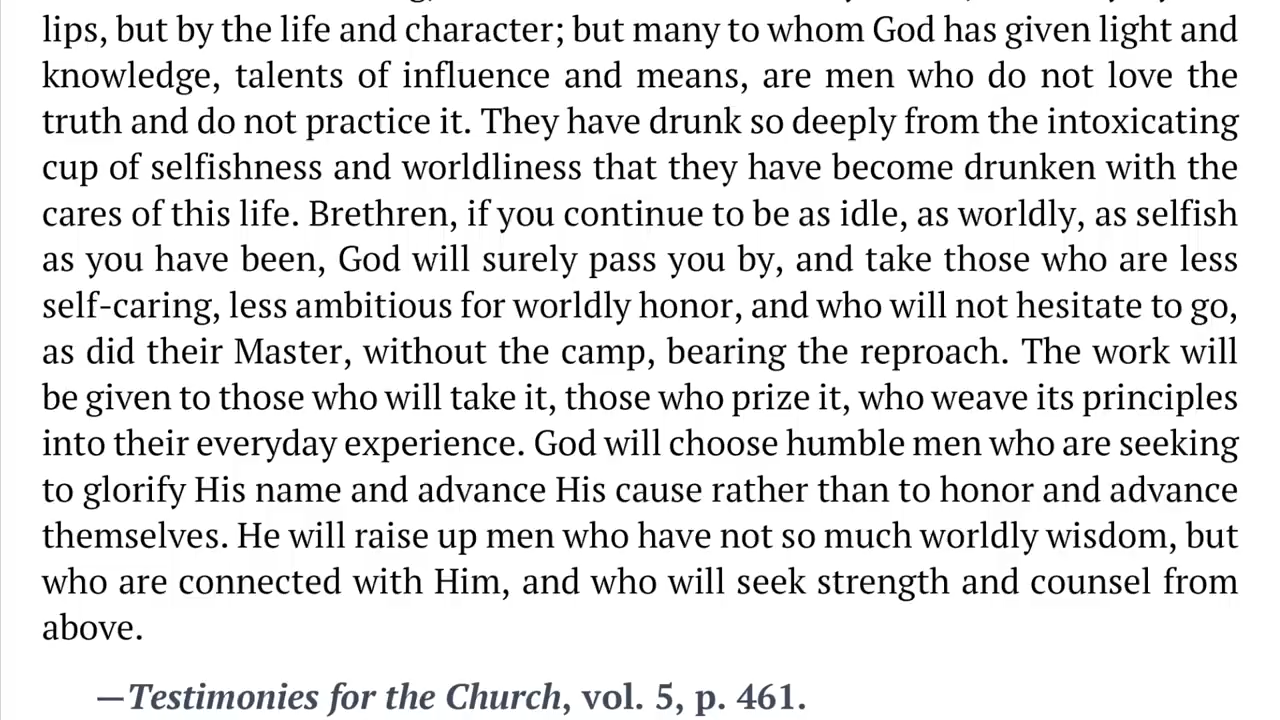 lips, but by the life and character; but many to whom God has given light and
knowledge, talents of influence and means, are men who do not love the
truth and do not practice it. They have drunk so deeply from the intoxicating
cup of selfishness and worldliness that they have become drunken with the
cares of this life. Brethren, if you continue to be as idle, as worldly, as selfish
as you have been, God will surely pass you by, and take those who are less
self-caring, less ambitious for worldly honor, and who will not hesitate to go,
as did their Master, without the camp, bearing the reproach. The work will
be given to those who will take it, those who prize it, who weave its principles
into their everyday experience. God will choose humble men who are seeking
to glorify His name and advance His cause rather than to honor and advance
themselves. He will raise up men who have not so much worldly wisdom, but
who are connected with Him, and who will seek strength and counsel from
above.
—Testimonies for the Church, vol. 5, p. 461.